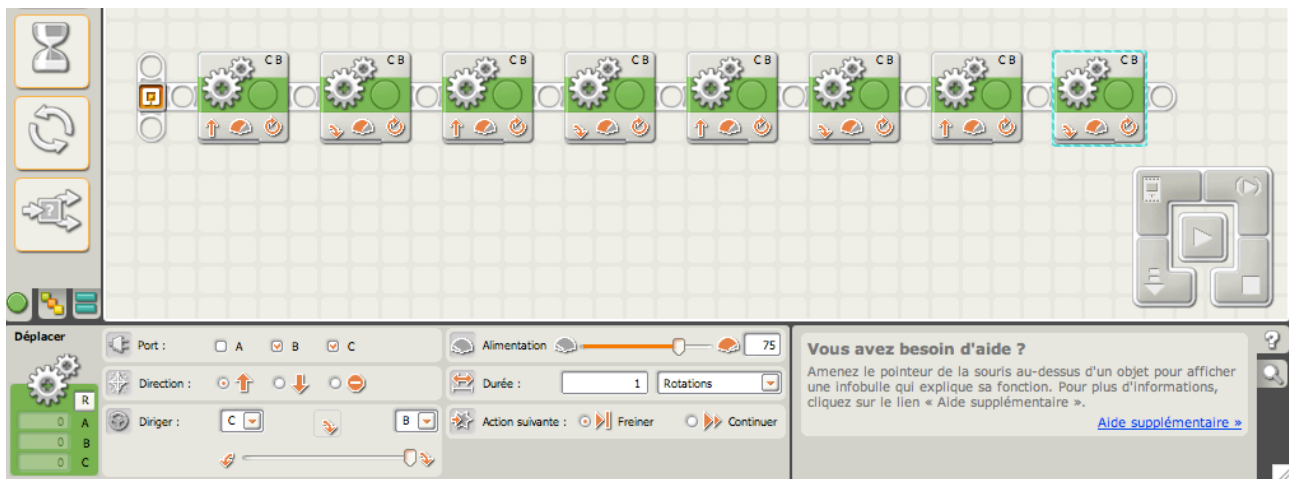 C B C B C B C B C B C B C B C B
Déplacer
R
0 A
0 B
0 C
Port : A B C
Direction :
Diriger : C B
Alimentation 75
Durée : 1 Rotations
Action suivante : Freiner Continuer
Vous avez besoin d'aide ?
Amenez le pointeur de la souris au-dessus d'un objet pour afficher
une infobulle qui explique sa fonction. Pour plus d'informations,
cliquez sur le lien « Aide supplémentaire ».
Aide supplémentaire »
?